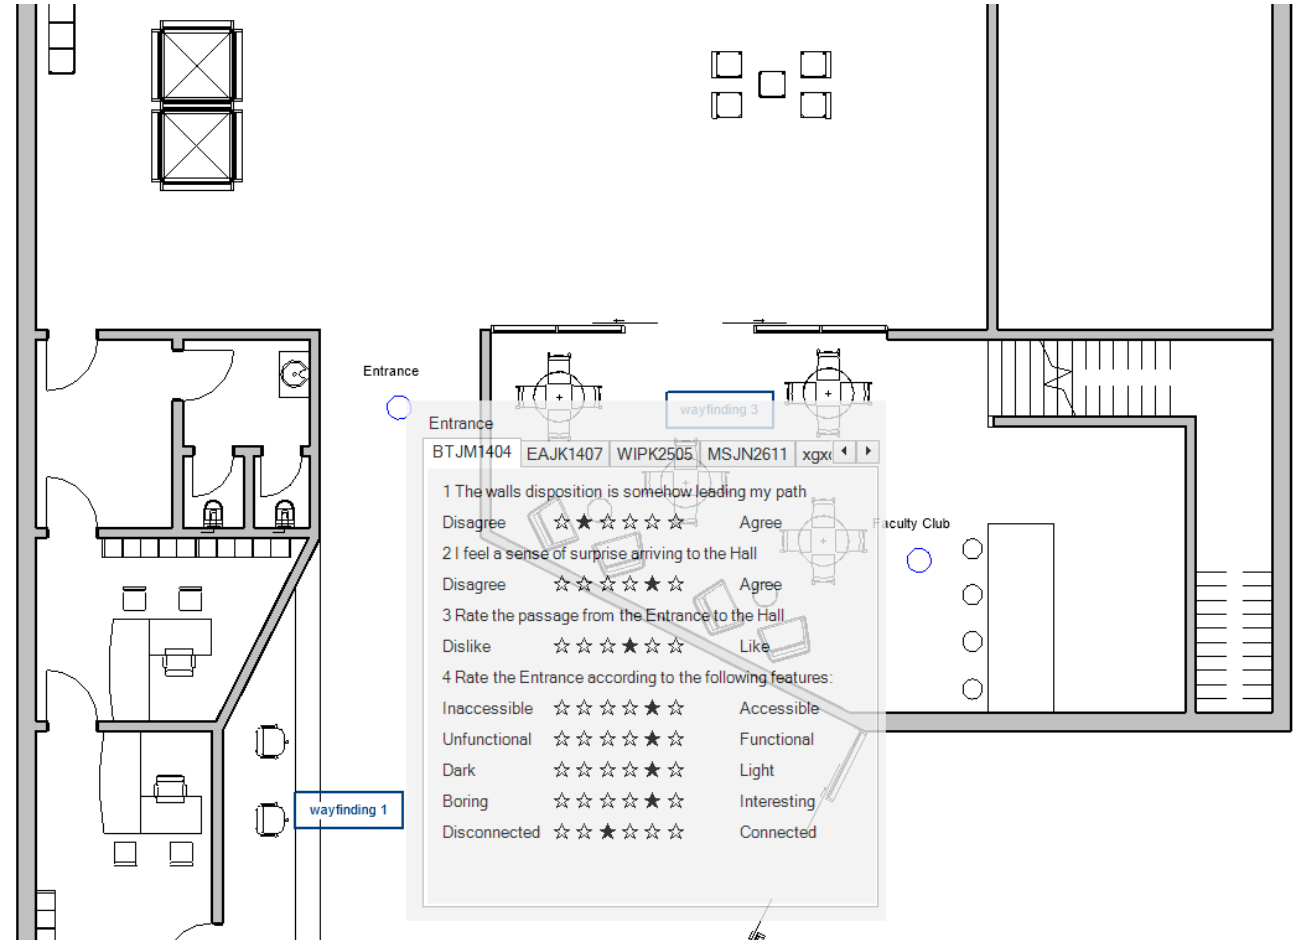 Entrance
wayfinding 3
Entrance
BTJM1404 EAJK1407 WIPK2505 MSJN2611
1 The walls disposition is somehow leading my path
Disagree ☆★☆☆☆☆ Agree
Faculty Club
2 I feel a sense of surprise arriving to the Hall
Disagree ☆☆☆☆★☆ Agree
3 Rate the passage from the Entrance to the Hall
Dislike ☆☆☆★☆☆ Like
4 Rate the Entrance according to the following features:
Inaccessible ☆☆☆☆★☆ Accessible
Unfunctional ☆☆☆☆★☆ Functional
Dark ☆☆☆☆★☆ Light
Boring ☆☆☆☆★☆ Interesting
wayfinding 1
Disconnected ☆☆★☆☆☆ Connected